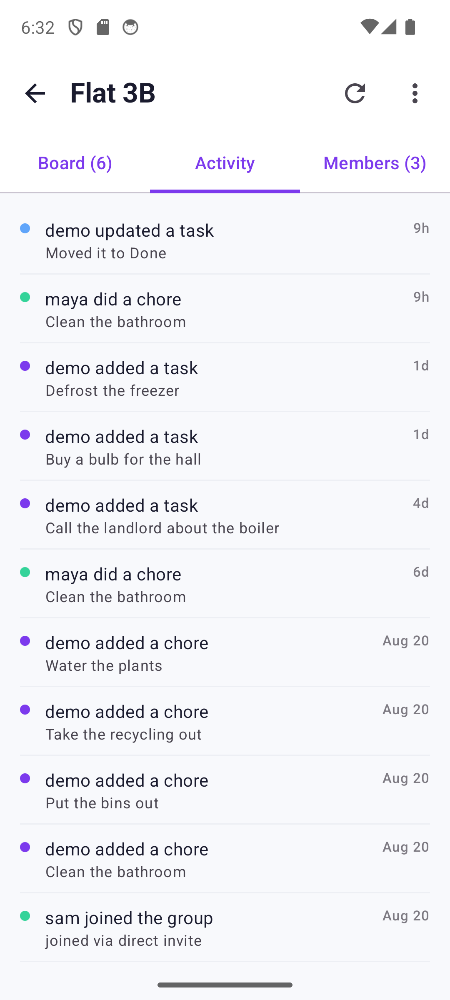 6:32
Flat 3B
Board (6)
Activity
Members (3)
demo updated a task
9h
Moved it to Done
maya did a chore
9h
Clean the bathroom
demo added a task
1d
Defrost the freezer
demo added a task
1d
Buy a bulb for the hall
demo added a task
4d
Call the landlord about the boiler
maya did a chore
6d
Clean the bathroom
demo added a chore
Aug 20
Water the plants
demo added a chore
Aug 20
Take the recycling out
demo added a chore
Aug 20
Put the bins out
demo added a chore
Aug 20
Clean the bathroom
sam joined the group
Aug 20
joined via direct invite